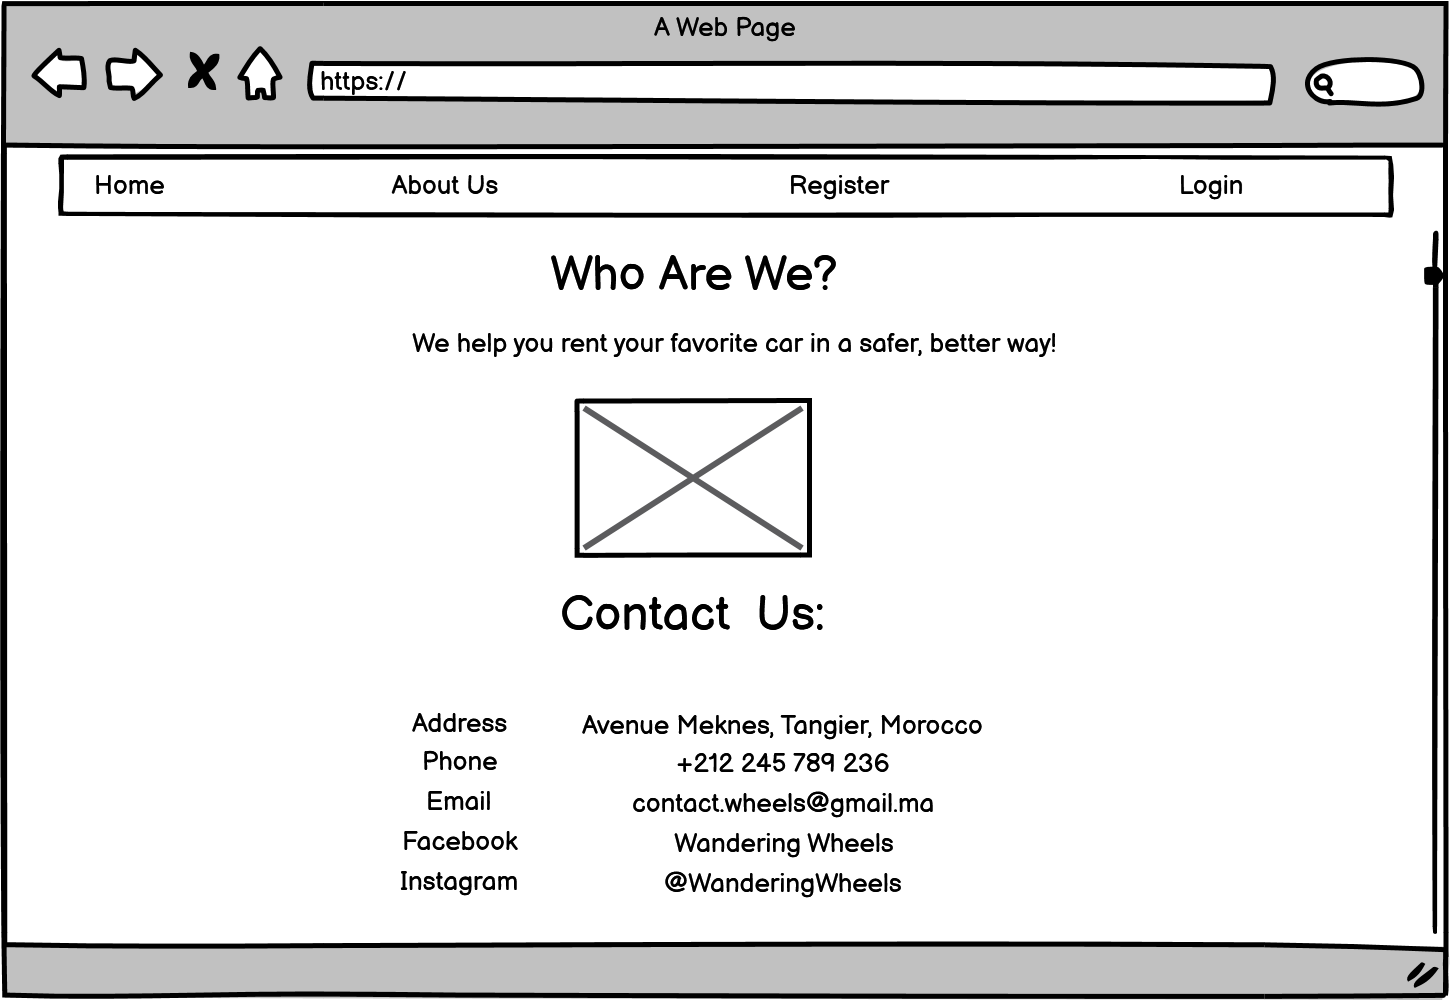 A Web Page
https://
Home About Us Register Login
Who Are We?
We help you rent your favorite car in a safer, better way!
Contact Us:
Address Avenue Meknes, Tangier, Morocco
Phone +212 245 789 236
Email contact.wheels@gmail.ma
Facebook Wandering Wheels
Instagram @WanderingWheels